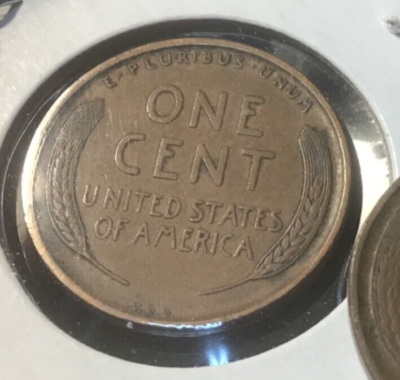 E·PLURIBUS·UNUM
ONE
CENT
UNITED STATES
OF AMERICA